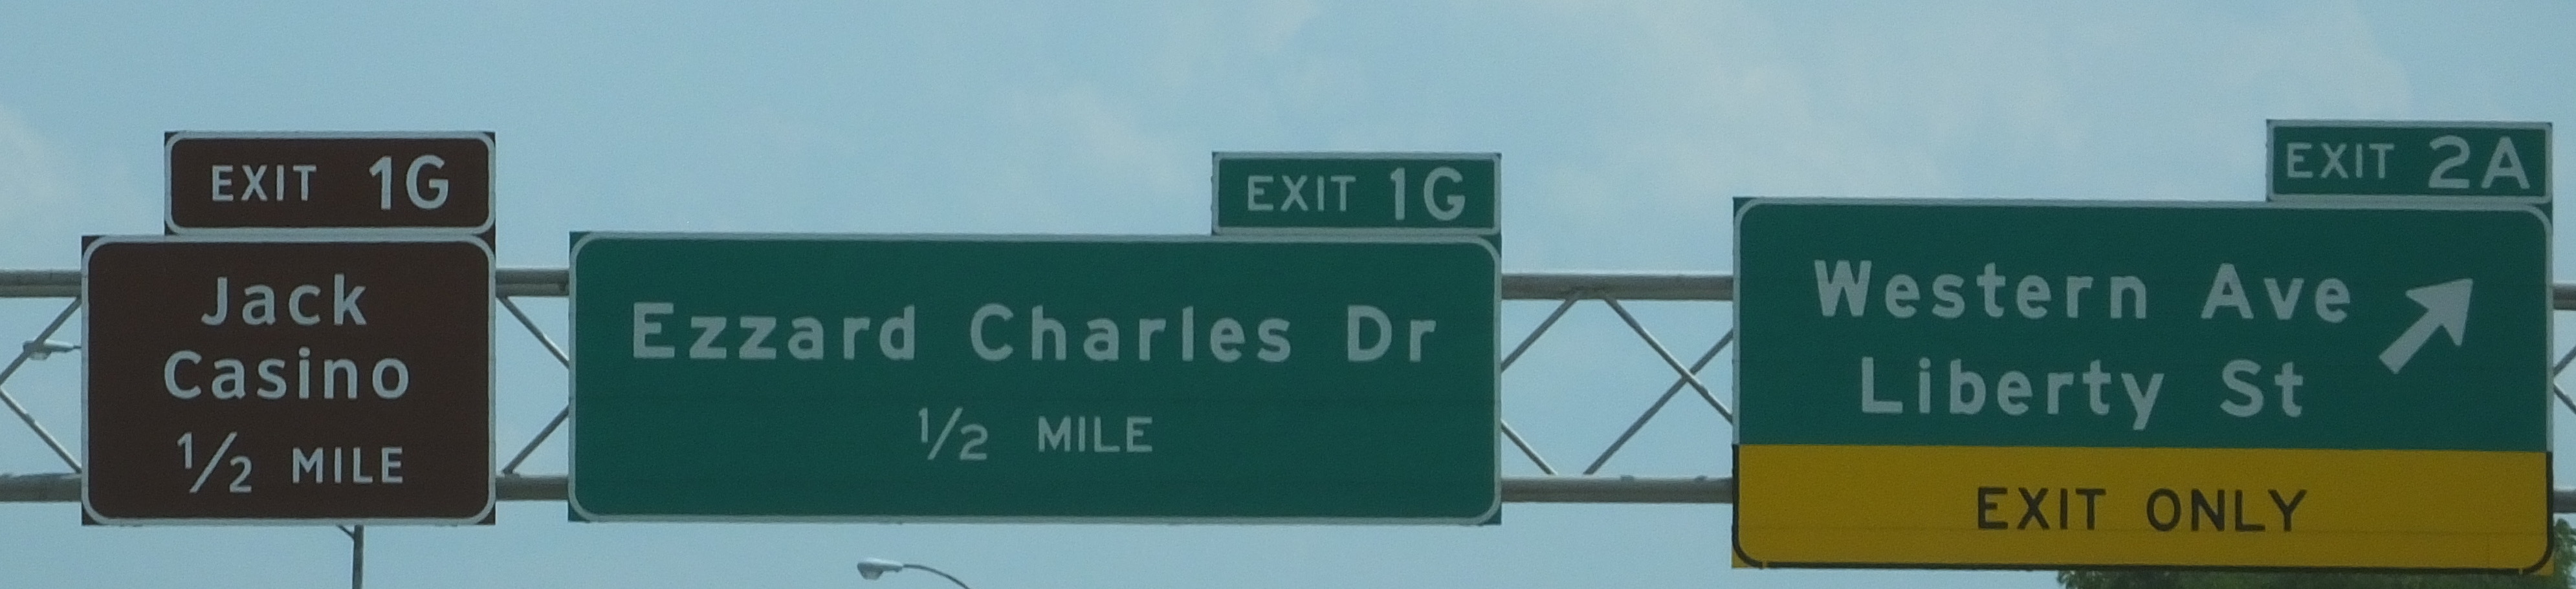 EXIT 1G
Jack
Casino
1/2 MILE
EXIT 1G
Ezzard Charles Dr
1/2 MILE
EXIT 2A
Western Ave
Liberty St
EXIT ONLY